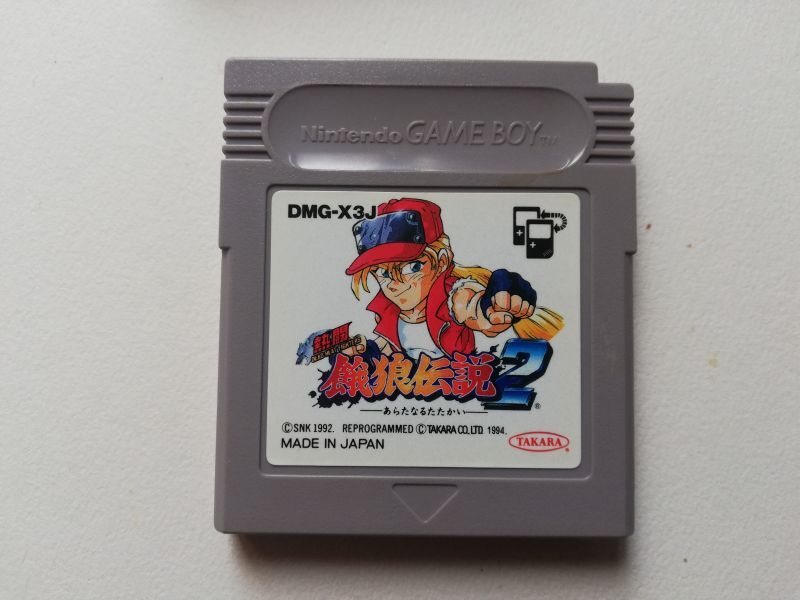 Nintendo GAME BOY TM
DMG-X3J
熱闘
餓狼伝説2®
あらたなるたたかい
©SNK 1992. REPROGRAMMED ©TAKARA CO.,LTD. 1994.
MADE IN JAPAN
TAKARA®